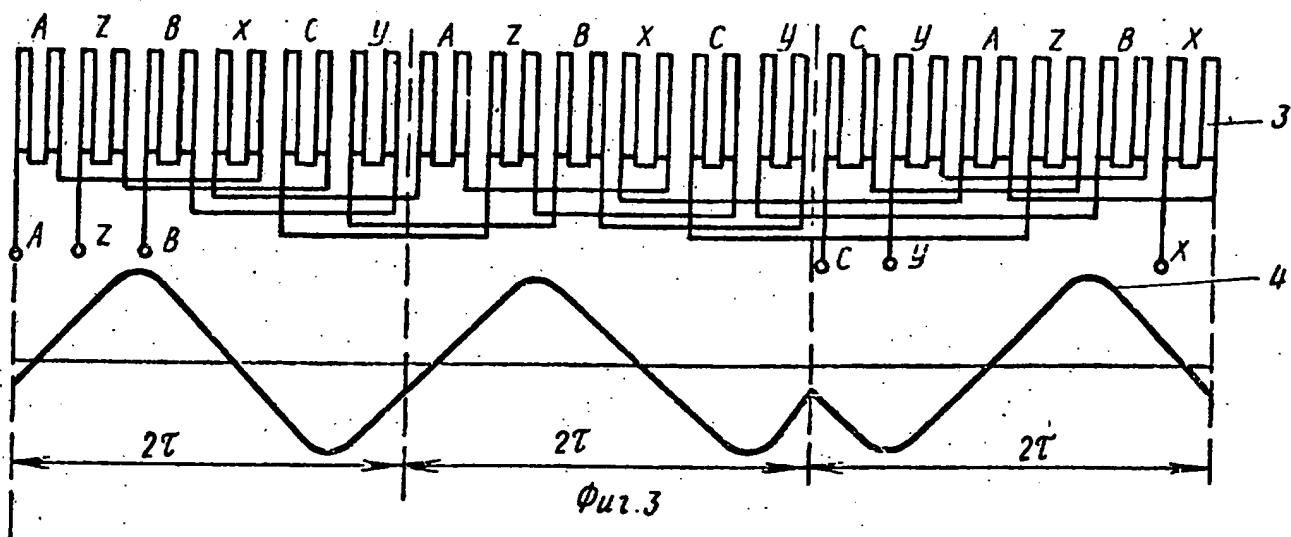 A Z B X C У A Z B X C У C У A Z B X
3
A Z B C У X
4
2τ 2τ 2τ
Фиг.3